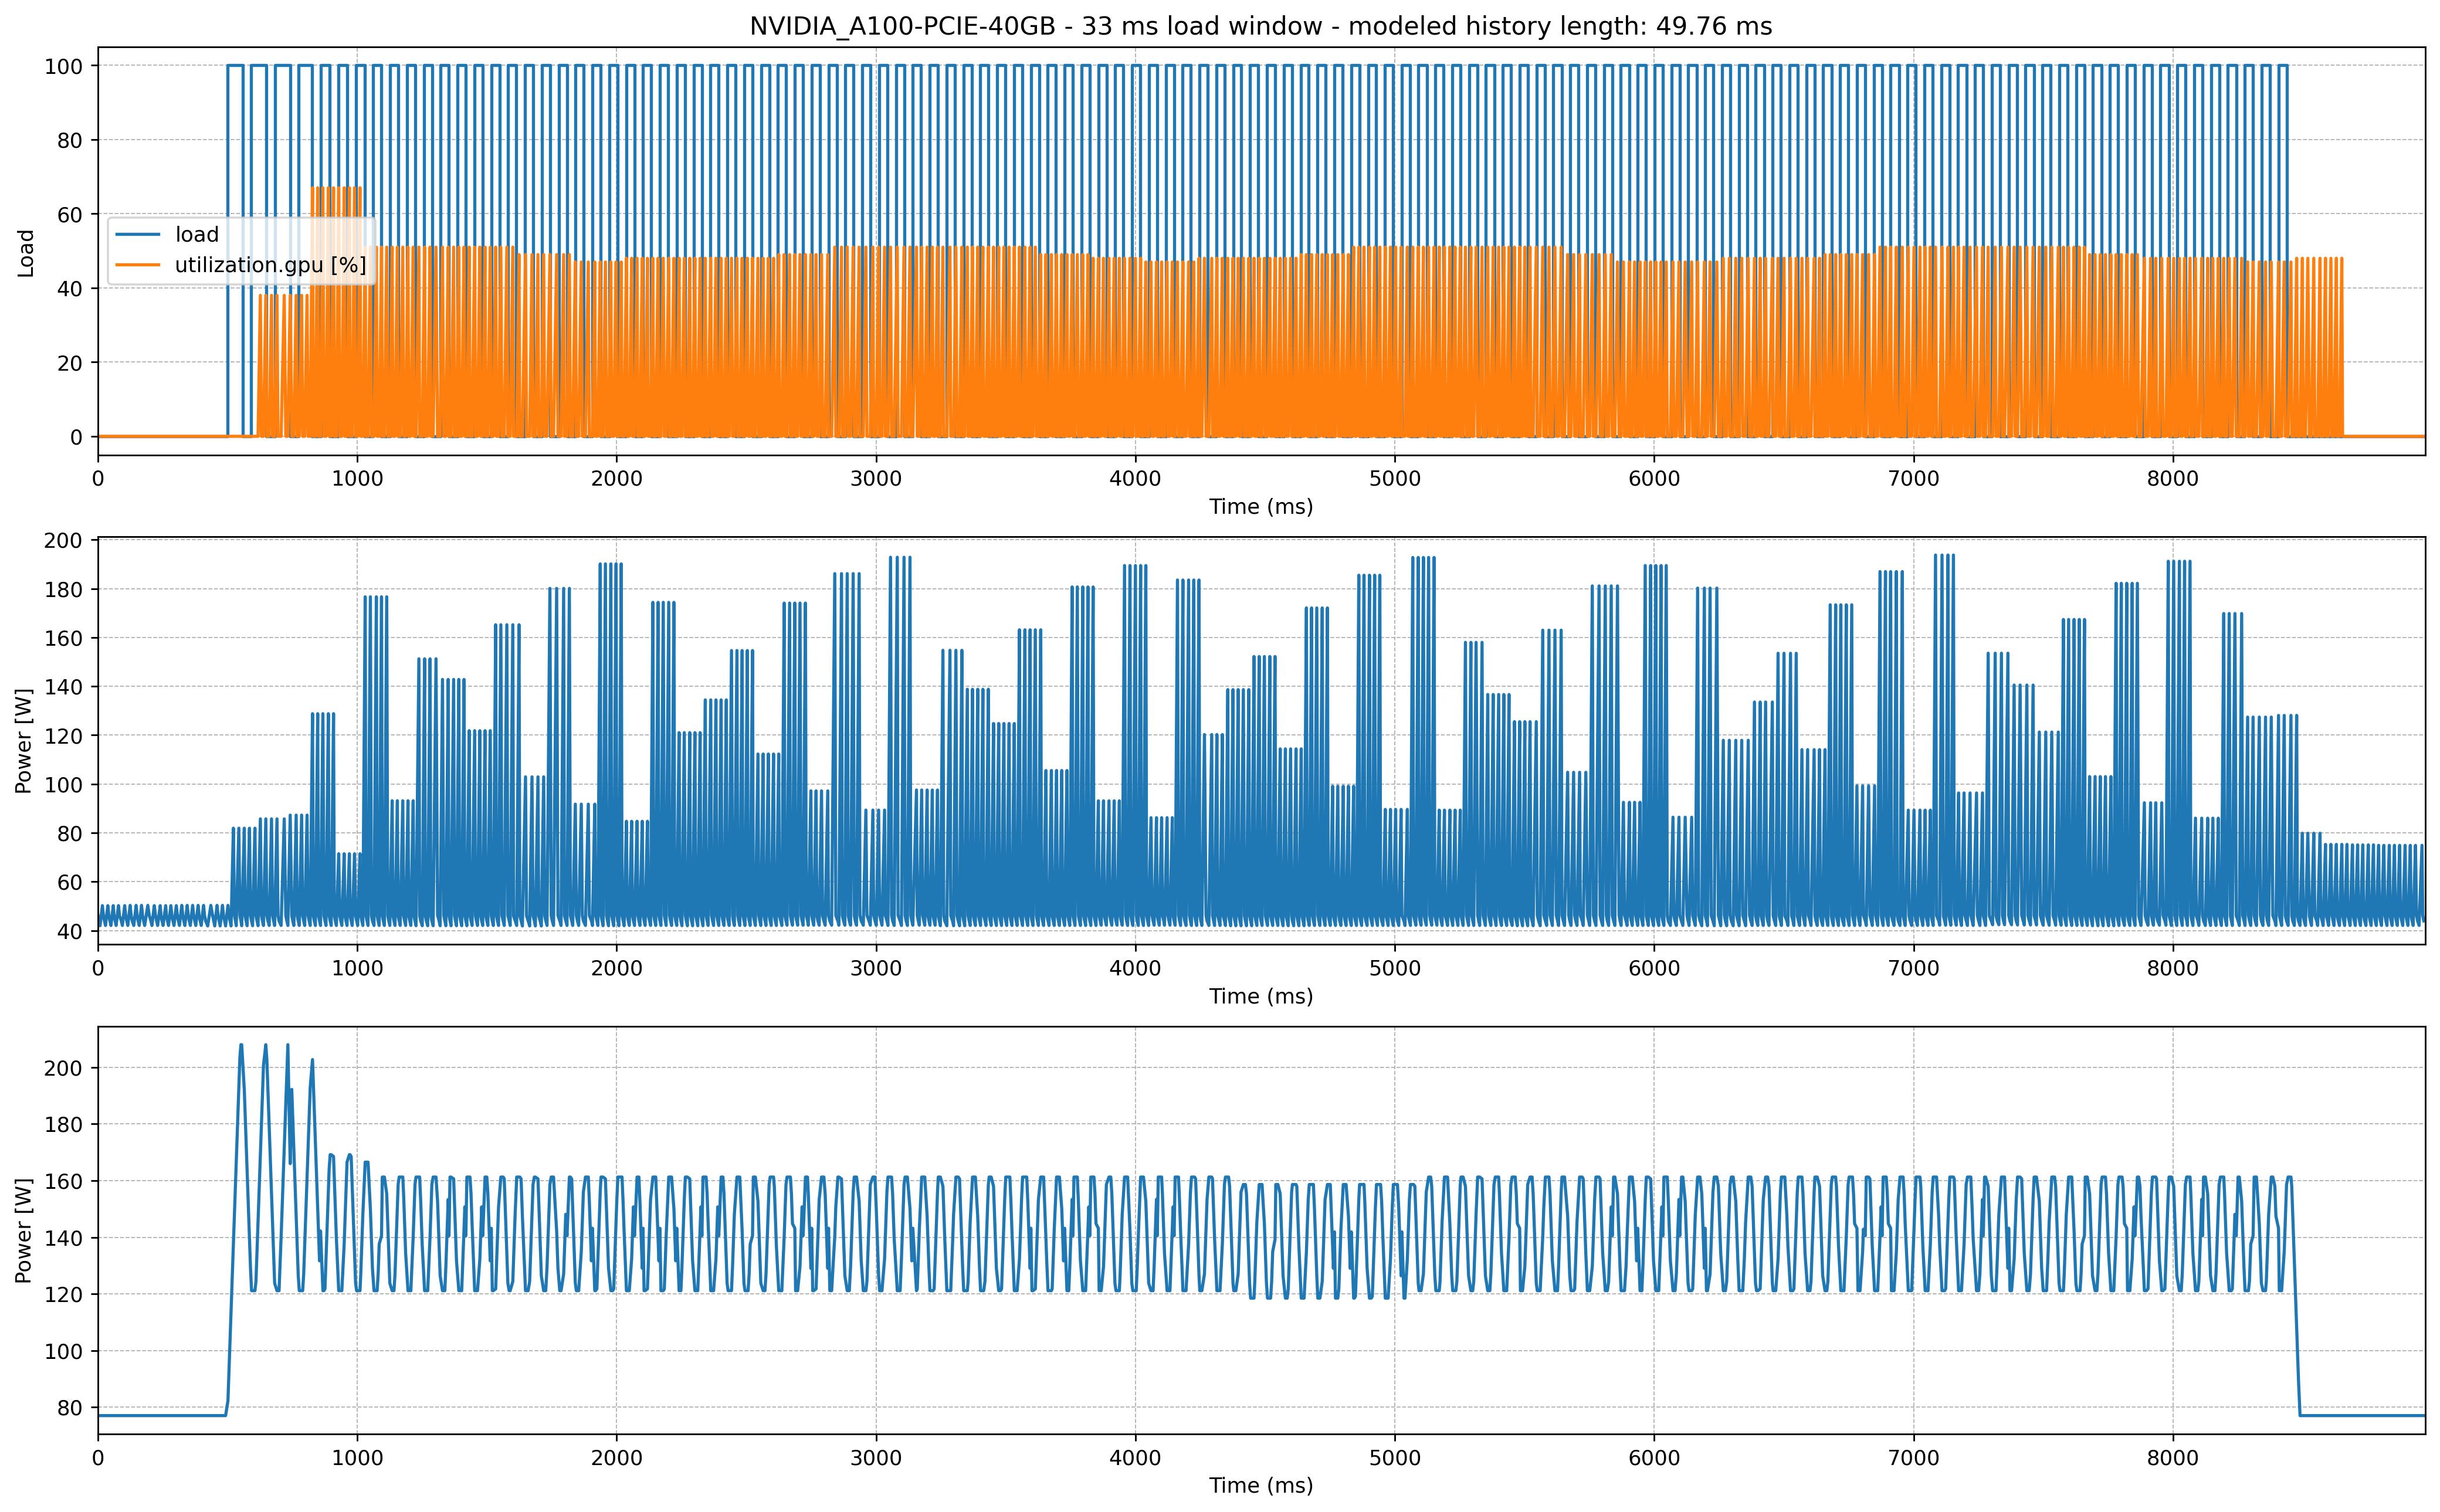 NVIDIA_A100-PCIE-40GB - 33 ms load window - modeled history length: 49.76 ms
100
80
60
40
20
0
Load
load
utilization.gpu [%]
0 1000 2000 3000 4000 5000 6000 7000 8000
Time (ms)
200
180
160
140
120
100
80
60
40
Power [W]
0 1000 2000 3000 4000 5000 6000 7000 8000
Time (ms)
200
180
160
140
120
100
80
Power [W]
0 1000 2000 3000 4000 5000 6000 7000 8000
Time (ms)